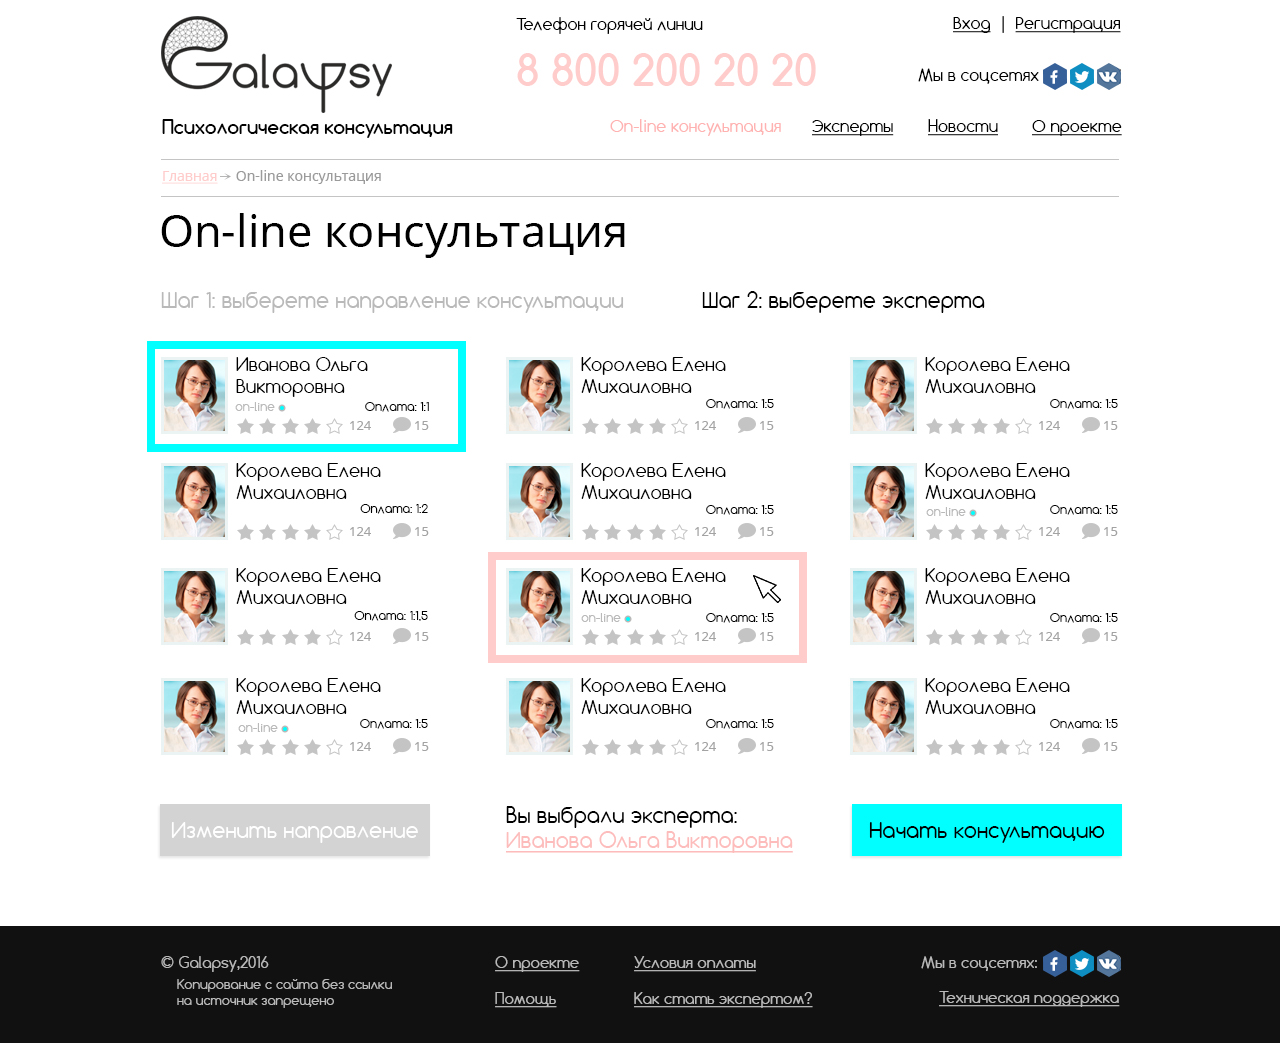 Galaypsy
Психологическая консультация
Телефон горячей линии
8 800 200 20 20
Вход | Регистрация
Мы в соцсетях
On-line консультация Эксперты Новости О проекте
Главная → On-line консультация
On-line консультация
Шаг 1: выберете направление консультации
Шаг 2: выберете эксперта
Иванова Ольга
Викторовна
on-line Оплата: 1:1
124 15
Королева Елена
Михаиловна
Оплата: 1:5
124 15
Королева Елена
Михаиловна
Оплата: 1:5
124 15
Королева Елена
Михаиловна
Оплата: 1:2
124 15
Королева Елена
Михаиловна
Оплата: 1:5
124 15
Королева Елена
Михаиловна
on-line Оплата: 1:5
124 15
Королева Елена
Михаиловна
Оплата: 1:1,5
124 15
Королева Елена
Михаиловна
on-line Оплата: 1:5
124 15
Королева Елена
Михаиловна
Оплата: 1:5
124 15
Королева Елена
Михаиловна
on-line Оплата: 1:5
124 15
Королева Елена
Михаиловна
Оплата: 1:5
124 15
Королева Елена
Михаиловна
Оплата: 1:5
124 15
Изменить направление
Вы выбрали эксперта:
Иванова Ольга Викторовна
Начать консультацию
© Galapsy,2016
Копирование с сайта без ссылки
на источник запрещено
О проекте
Помощь
Условия оплаты
Как стать экспертом?
Мы в соцсетях:
Техническая поддержка